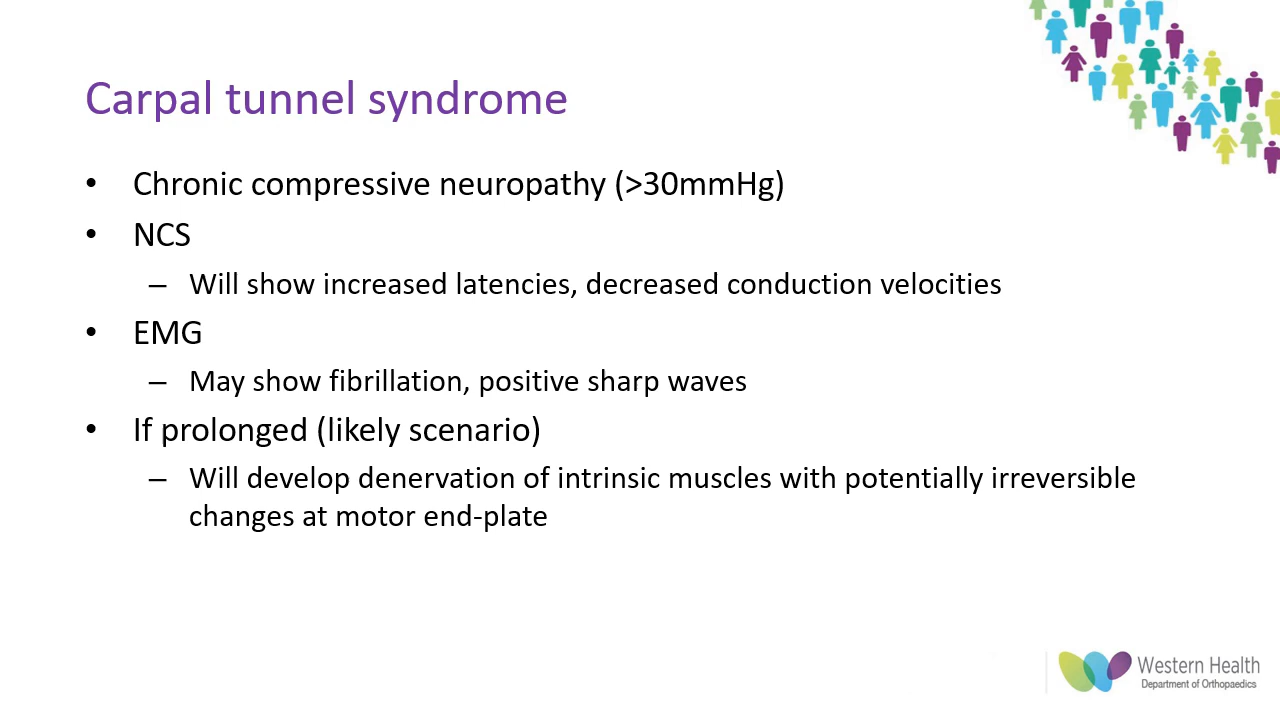 Carpal tunnel syndrome
• Chronic compressive neuropathy (>30mmHg)
• NCS
– Will show increased latencies, decreased conduction velocities
• EMG
– May show fibrillation, positive sharp waves
• If prolonged (likely scenario)
– Will develop denervation of intrinsic muscles with potentially irreversible
changes at motor end-plate
Western Health
Department of Orthopaedics